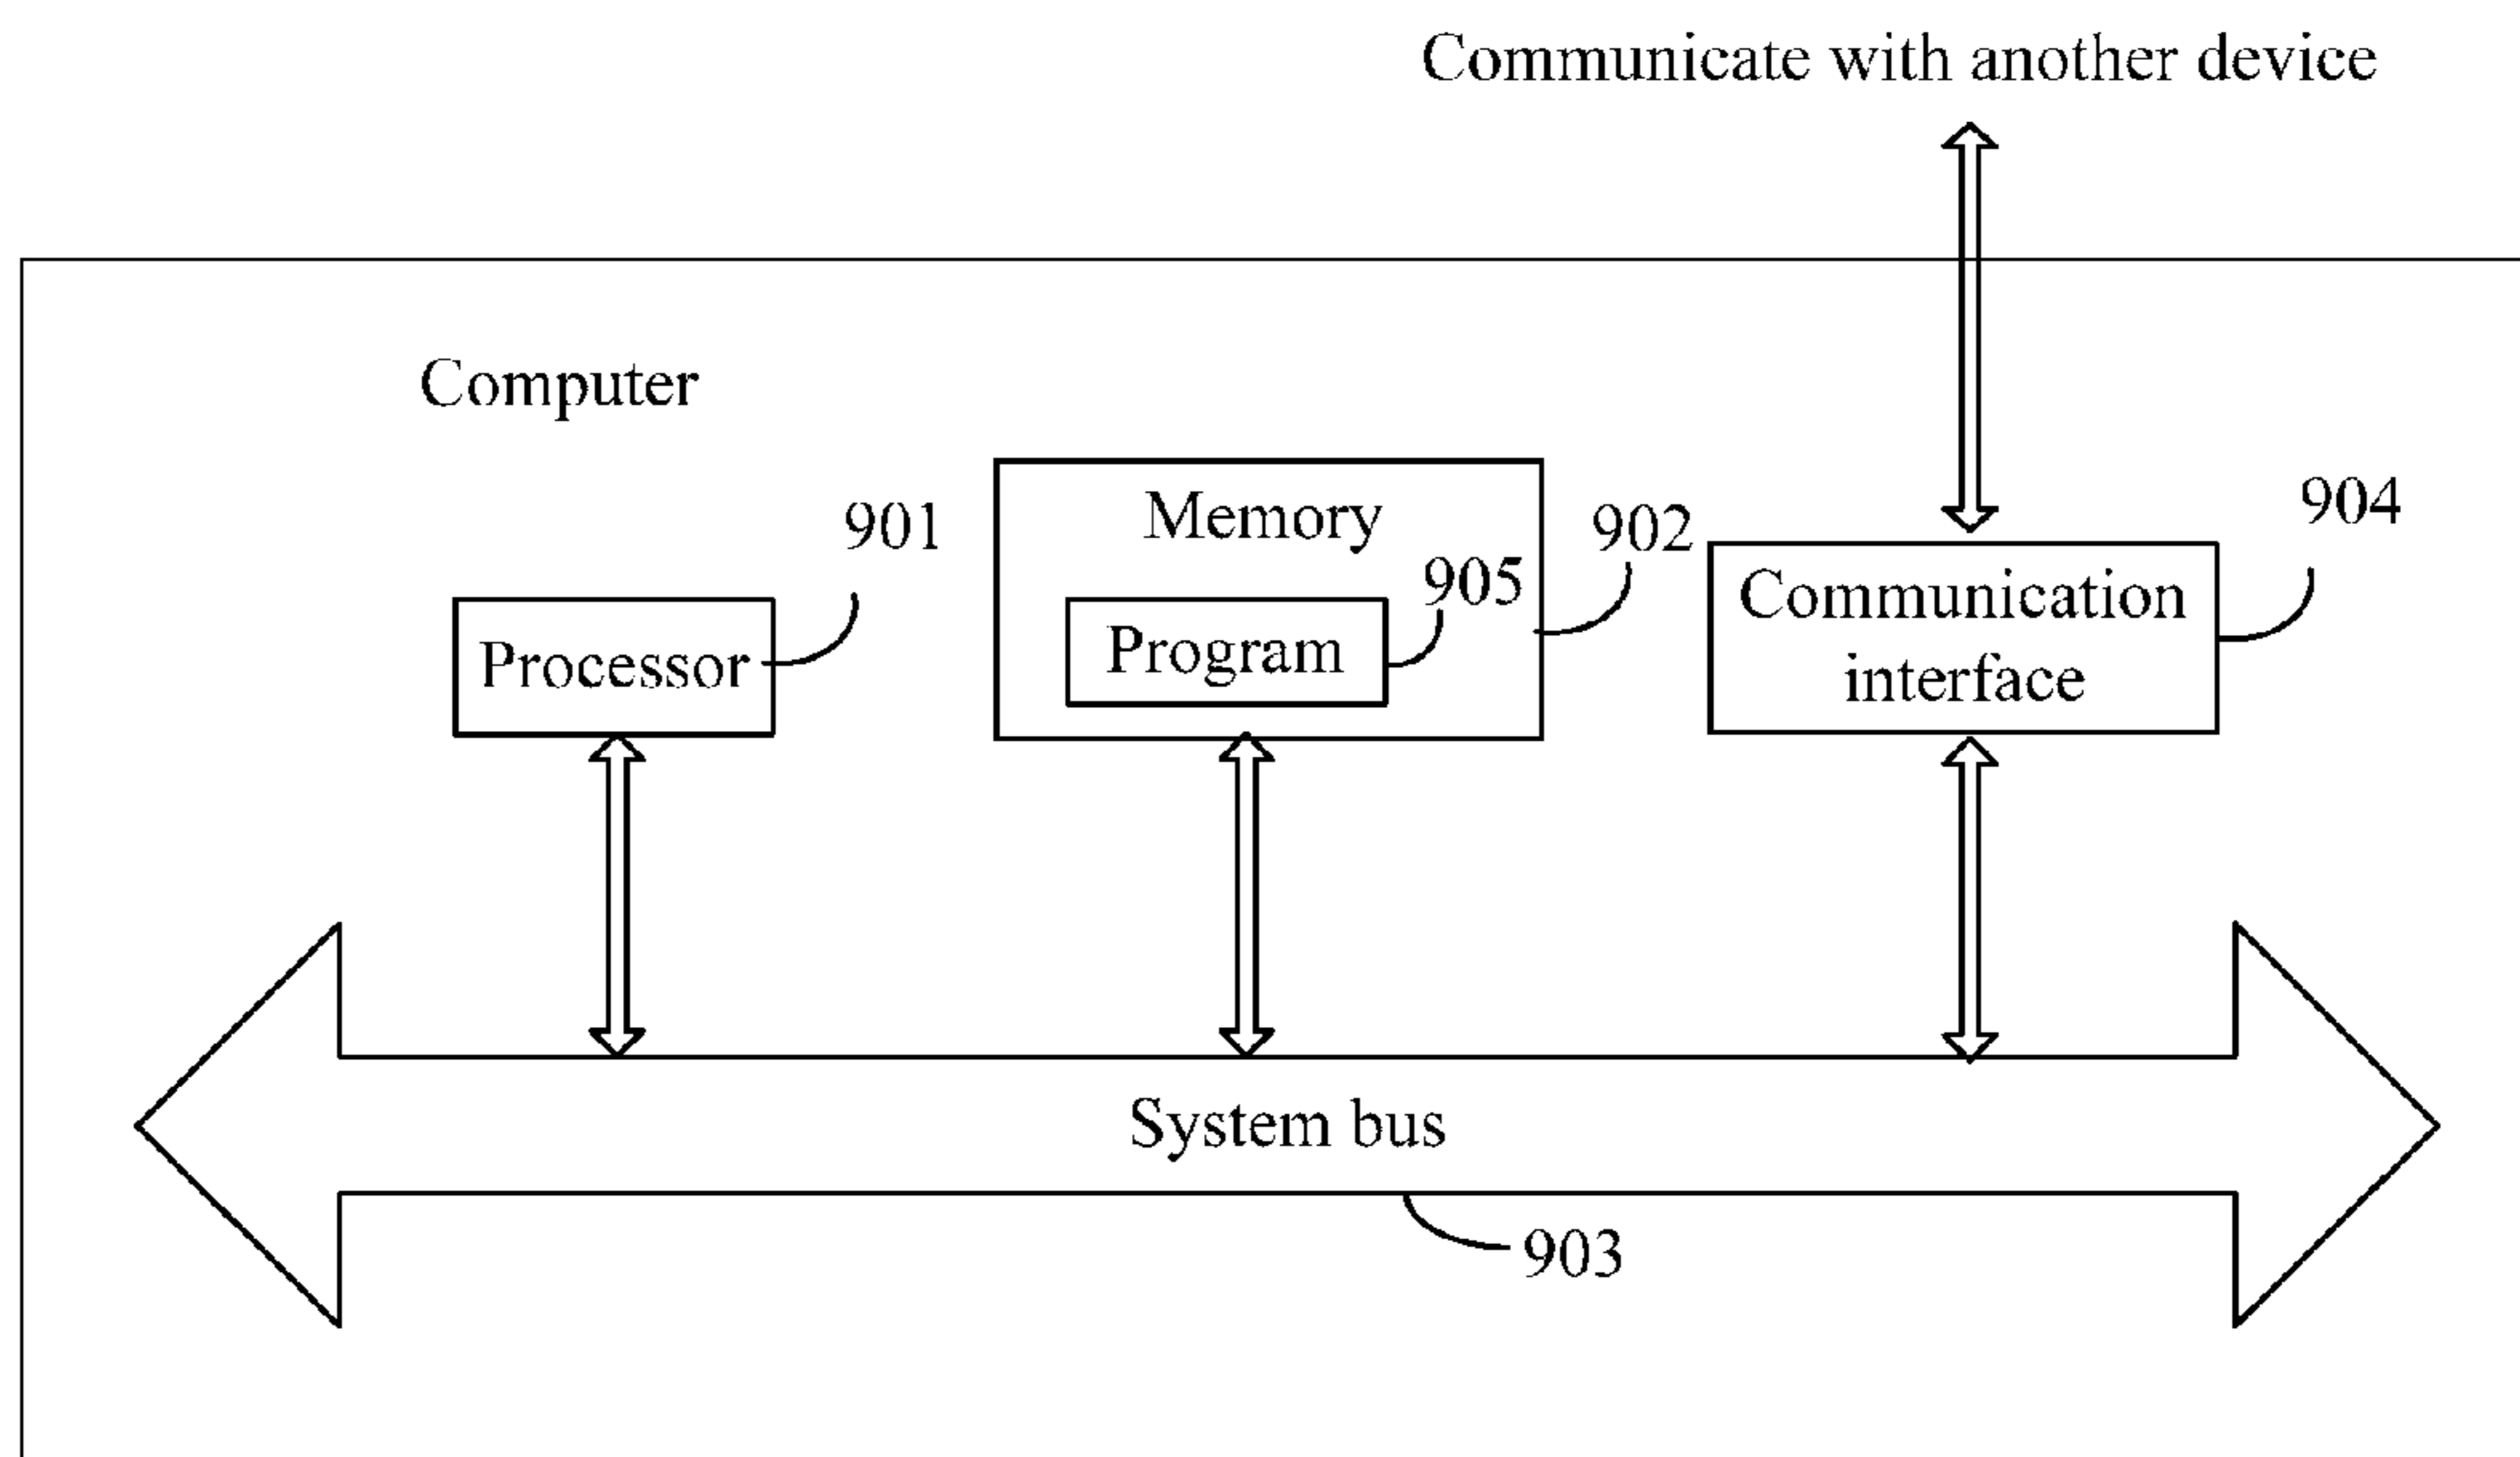 Communicate with another device
Computer
901
Memory
902
904
905
Processor
Program
Communication
interface
System bus
903